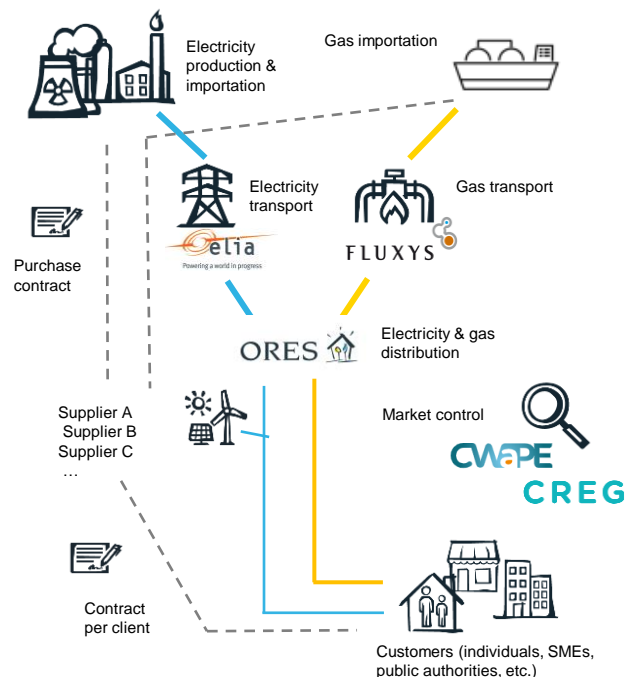 Electricity
production &
importation
Gas importation
Electricity
transport
Gas transport
elia
Powering a world in progress
FLUXYS
Purchase
contract
ORES
Electricity & gas
distribution
Supplier A
Supplier B
Supplier C
…
Market control
CWaPE
CREG
Contract
per client
Customers (individuals, SMEs,
public authorities, etc.)